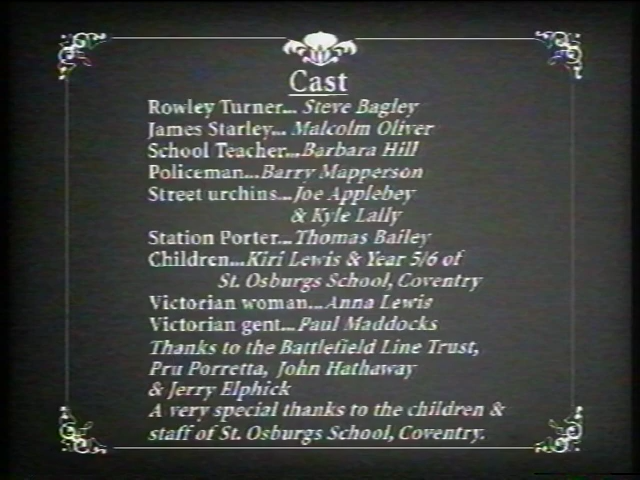 Cast
Rowley Turner... Steve Bagley
James Starley... Malcolm Oliver
School Teacher...Barbara Hill
Policeman...Barry Mapperson
Street urchins...Joe Applebey
& Kyle Lally
Station Porter...Thomas Bailey
Children...Kiri Lewis & Year 5/6 of
St. Osburgs School, Coventry
Victorian woman...Anna Lewis
Victorian gent...Paul Maddocks
Thanks to the Battlefield Line Trust,
Pru Porretta, John Hathaway
& Jerry Elphick
A very special thanks to the children &
staff of St. Osburgs School, Coventry.